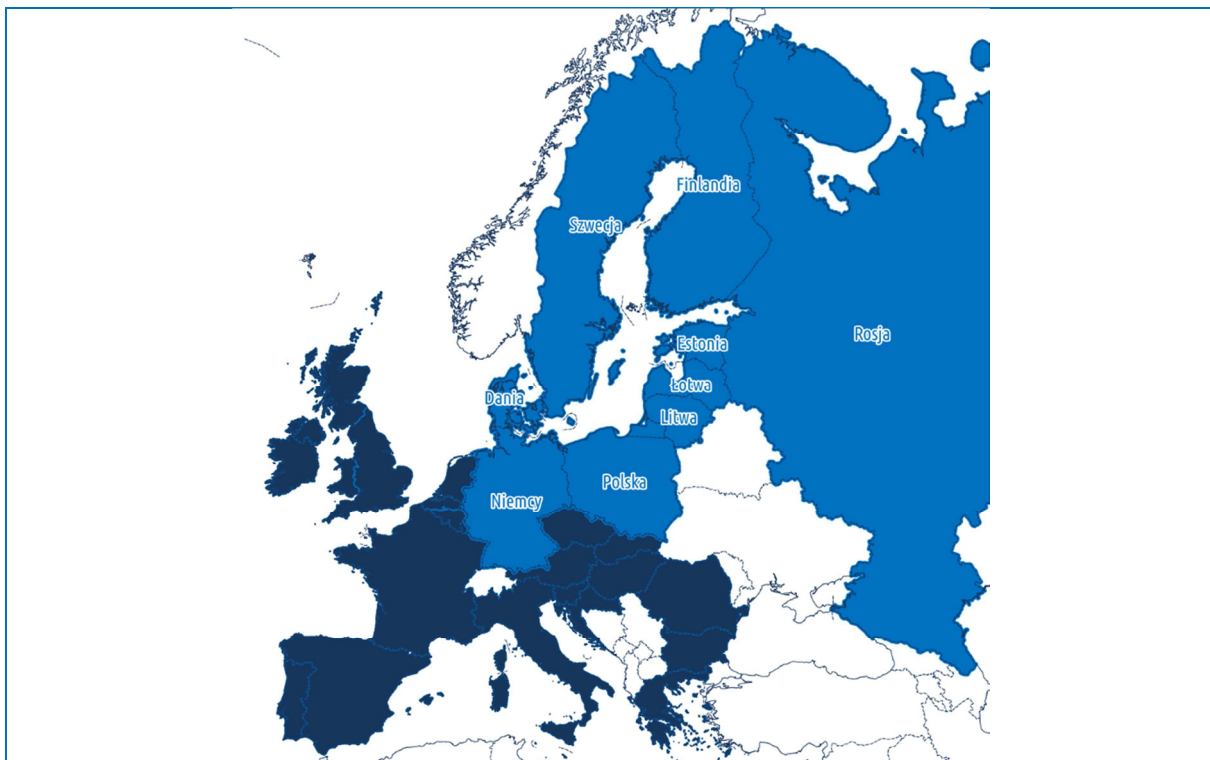 Finlandia
Szwecja
Rosja
Estonia
Łotwa
Dania
Litwa
Polska
Niemcy